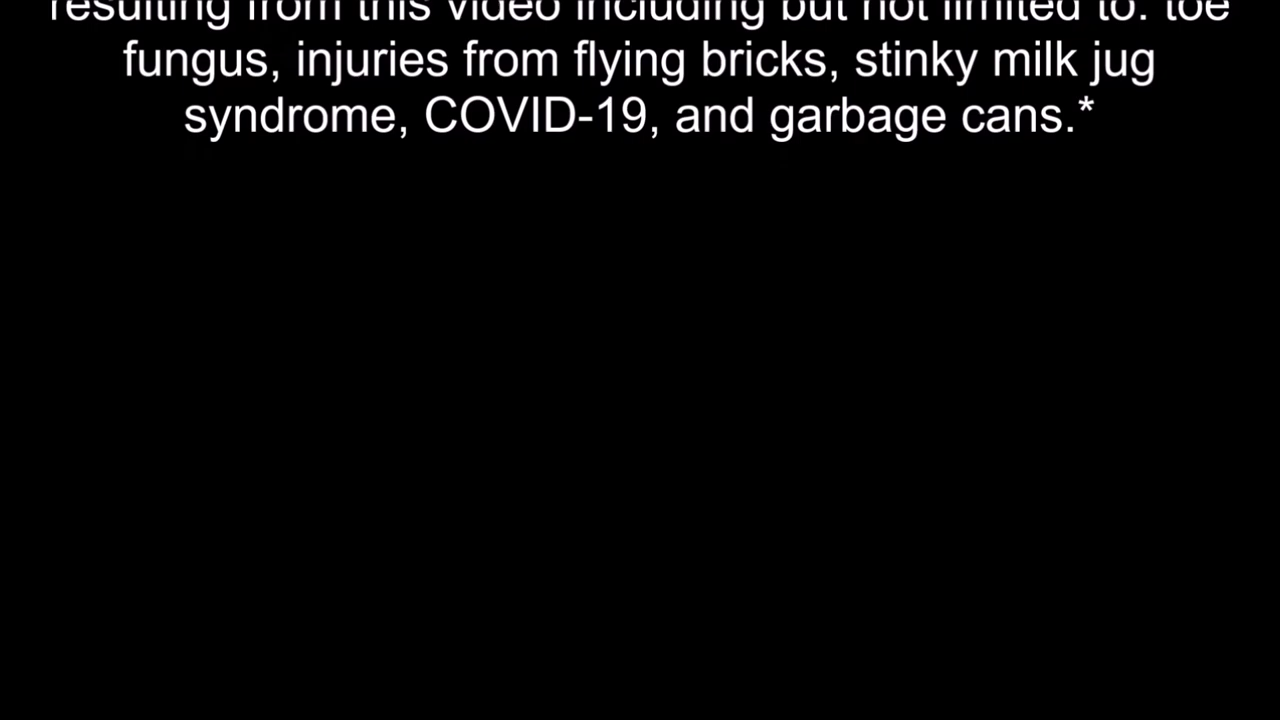 resulting from this video including but not limited to: toe
fungus, injuries from flying bricks, stinky milk jug
syndrome, COVID-19, and garbage cans.*